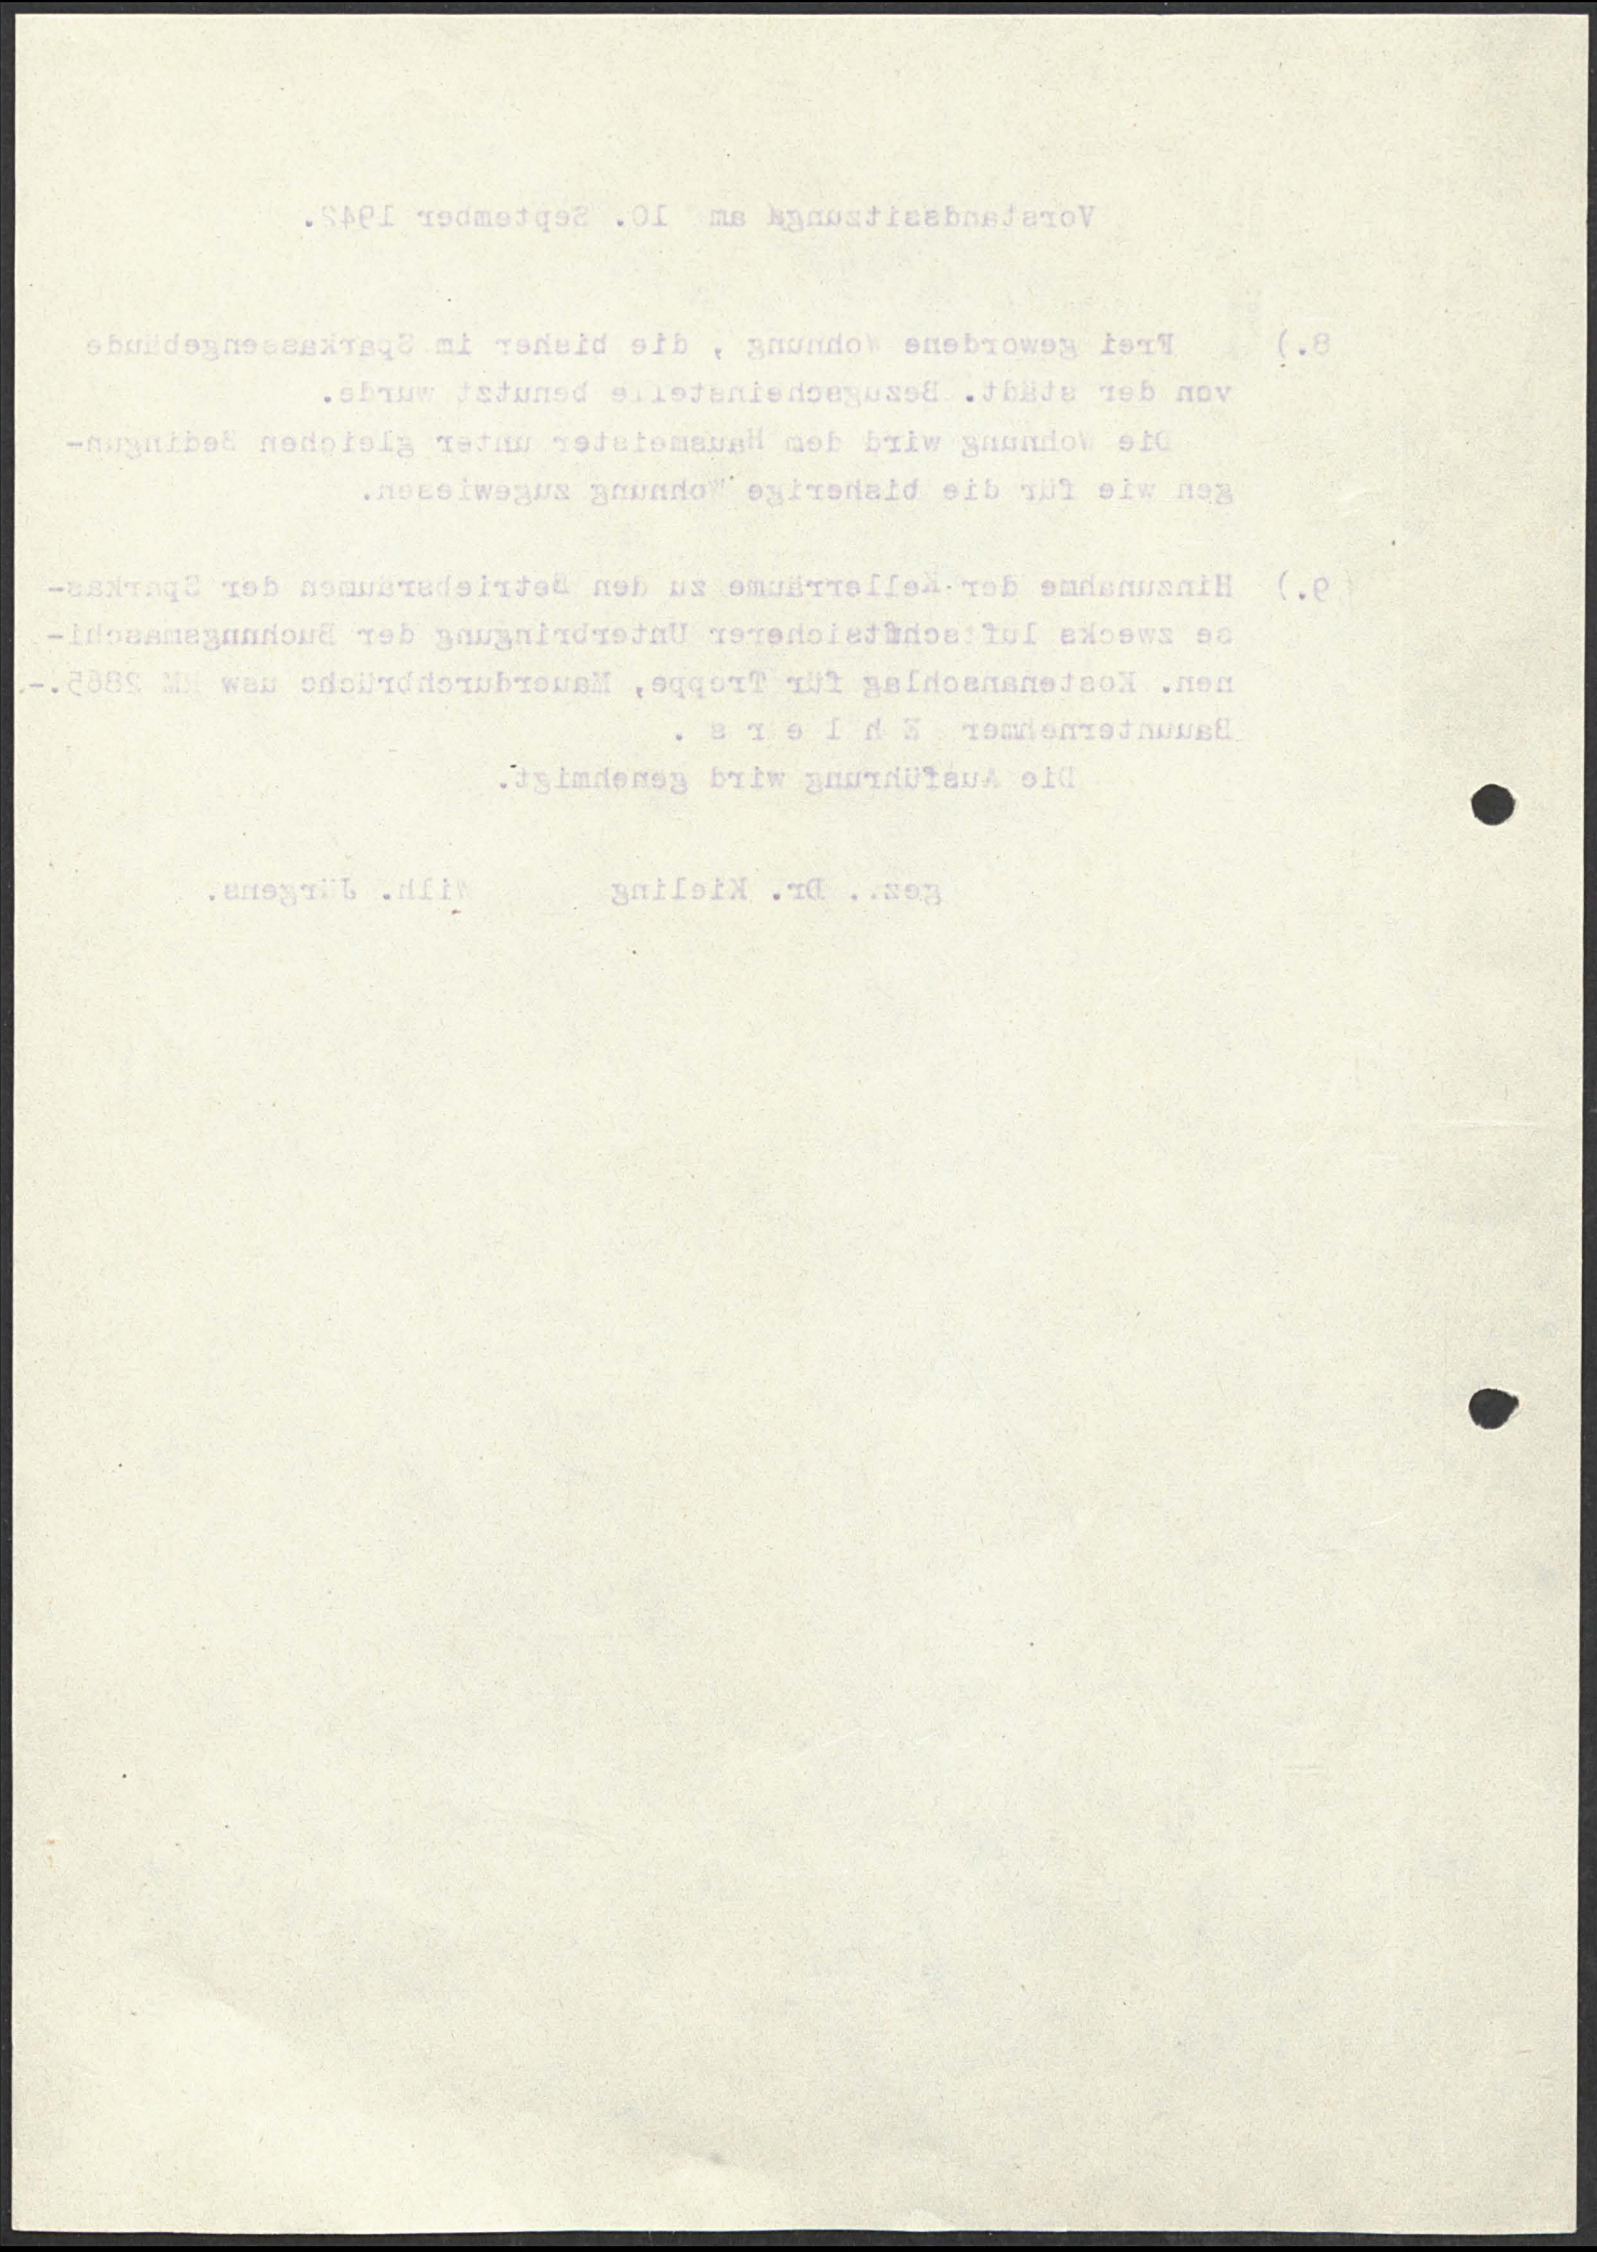 Vorstandssitzunga am 10. September 1942.
8.) Frei gewordene Wohnung , die bisher im Sparkassengebäude
von der städt. Bezugscheinstelle benutzt wurde.
Die Wohnung wird dem Hausmeister unter gleichen Bedingun-
gen wie für die bisherige Wohnung zugewiesen.
9.) Hinzunahme der Kellerräume zu den Betriebsräumen der Sparkas-
se zwecks luftschftsicherer Unterbringung der Buchungsmaschi-
nen. Kostenanschlag für Treppe, Mauerdurchbrüche usw RM 2865.-.
Bauunternehmer E h l e r s .
Die Ausführung wird genehmigt.
gez.. Dr. Kieling Wilh. Jürgens.